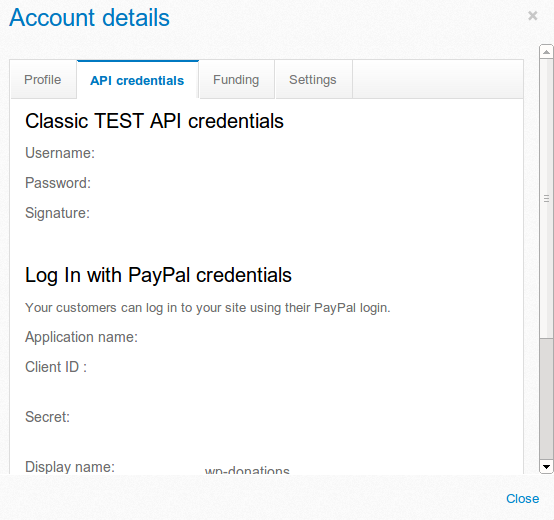 Account details
×
Profile API credentials Funding Settings
Classic TEST API credentials
Username:
Password:
Signature:
Log In with PayPal credentials
Your customers can log in to your site using their PayPal login.
Application name:
Client ID :
Secret:
Display name: wp-donations
Close